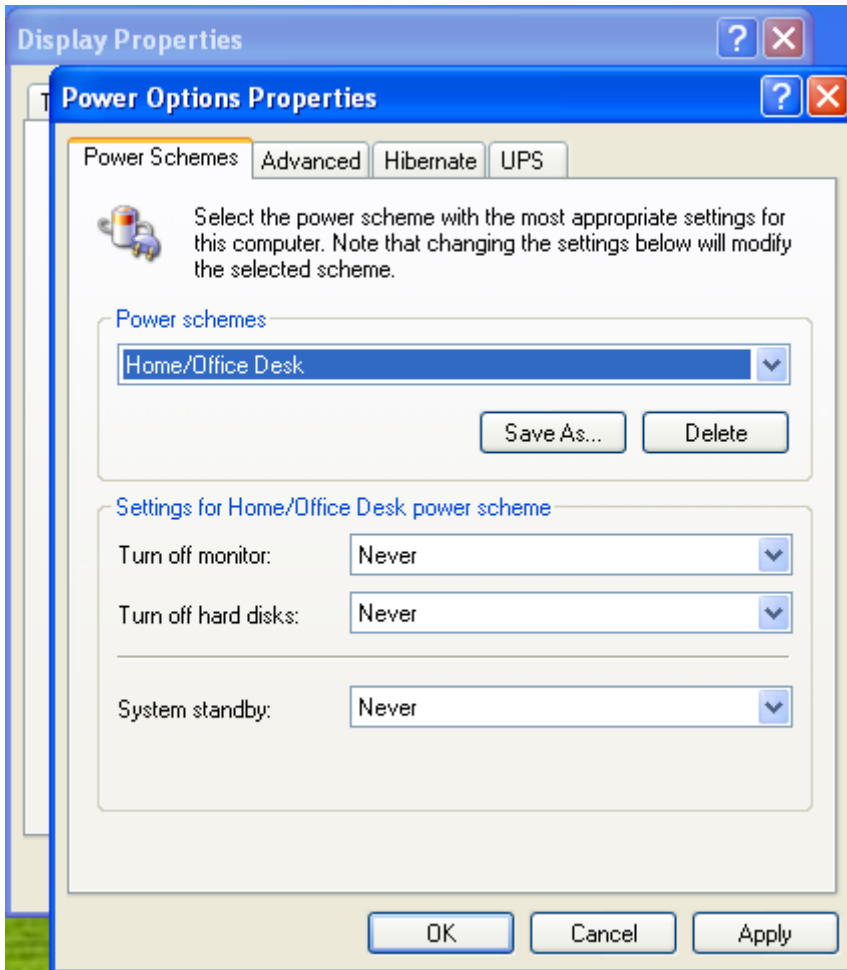 Display Properties
T
Power Options Properties
Power Schemes Advanced Hibernate UPS
Select the power scheme with the most appropriate settings for
this computer. Note that changing the settings below will modify
the selected scheme.
Power schemes
Home/Office Desk
Save As... Delete
Settings for Home/Office Desk power scheme
Turn off monitor: Never
Turn off hard disks: Never
System standby: Never
OK Cancel Apply